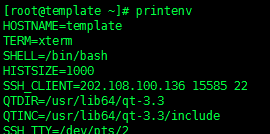 [root@template ~]# printenv
HOSTNAME=template
TERM=xterm
SHELL=/bin/bash
HISTSIZE=1000
SSH_CLIENT=202.108.100.136 15585 22
QTDIR=/usr/lib64/qt-3.3
QTINC=/usr/lib64/qt-3.3/include
SSH_TTY=/dev/pts/2